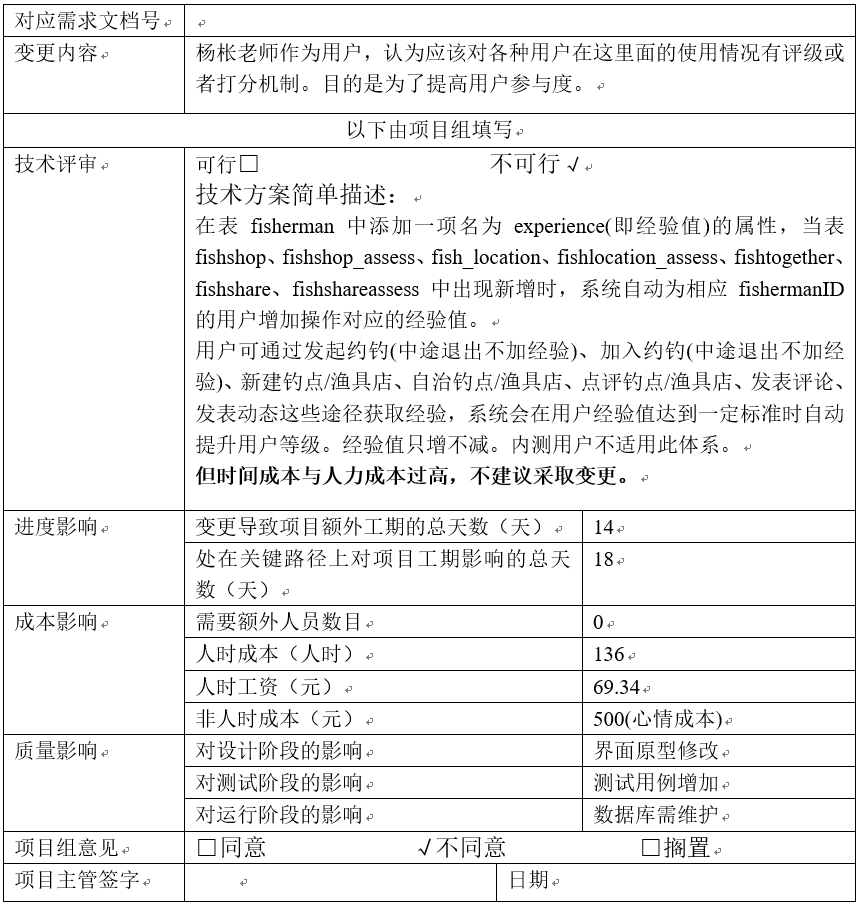 对应需求文档号
变更内容
杨枨老师作为用户，认为应该对各种用户在这里面的使用情况有评级或
者打分机制。目的是为了提高用户参与度。
以下由项目组填写
技术评审
可行□ 不可行√
技术方案简单描述：
在表 fisherman 中添加一项名为 experience(即经验值)的属性，当表
fishshop、fishshop_assess、fish_location、fishlocation_assess、fishtogether、
fishshare、fishshareassess 中出现新增时，系统自动为相应 fishermanID
的用户增加操作对应的经验值。
用户可通过发起约钓(中途退出不加经验)、加入约钓(中途退出不加经
验)、新建钓点/渔具店、自治钓点/渔具店、点评钓点/渔具店、发表评论、
发表动态这些途径获取经验，系统会在用户经验值达到一定标准时自动
提升用户等级。经验值只增不减。内测用户不适用此体系。
但时间成本与人力成本过高，不建议采取变更。
进度影响
变更导致项目额外工期的总天数（天） 14
处在关键路径上对项目工期影响的总天 18
数（天）
成本影响
需要额外人员数目 0
人时成本（人时） 136
人时工资（元） 69.34
非人时成本（元） 500(心情成本)
质量影响
对设计阶段的影响 界面原型修改
对测试阶段的影响 测试用例增加
对运行阶段的影响 数据库需维护
项目组意见 □同意 √不同意 □搁置
项目主管签字 日期